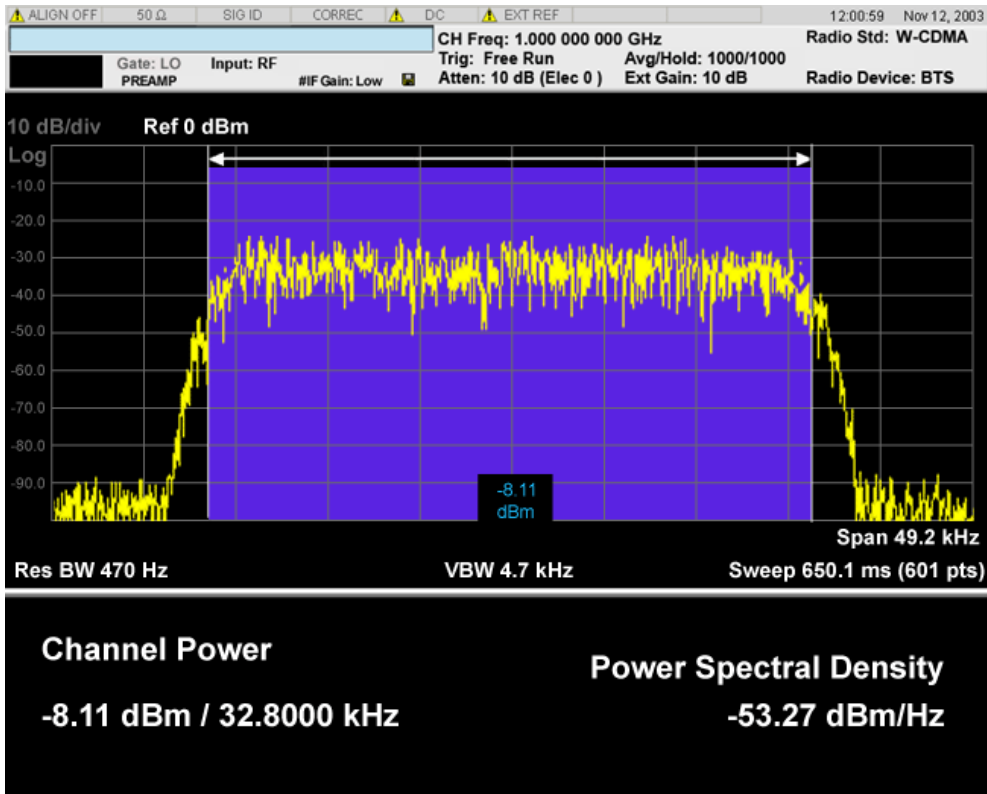 ALIGN OFF 50 Ω SIG ID CORREC DC EXT REF 12:00:59 Nov 12, 2003
CH Freq: 1.000 000 000 GHz Radio Std: W-CDMA
Gate: LO Input: RF Trig: Free Run Avg/Hold: 1000/1000
PREAMP #IF Gain: Low Atten: 10 dB (Elec 0 ) Ext Gain: 10 dB Radio Device: BTS
10 dB/div Ref 0 dBm
Log
-10.0
-20.0
-30.0
-40.0
-50.0
-60.0
-70.0
-80.0
-90.0
-8.11
dBm
Span 49.2 kHz
Res BW 470 Hz VBW 4.7 kHz Sweep 650.1 ms (601 pts)
Channel Power
Power Spectral Density
-8.11 dBm / 32.8000 kHz -53.27 dBm/Hz